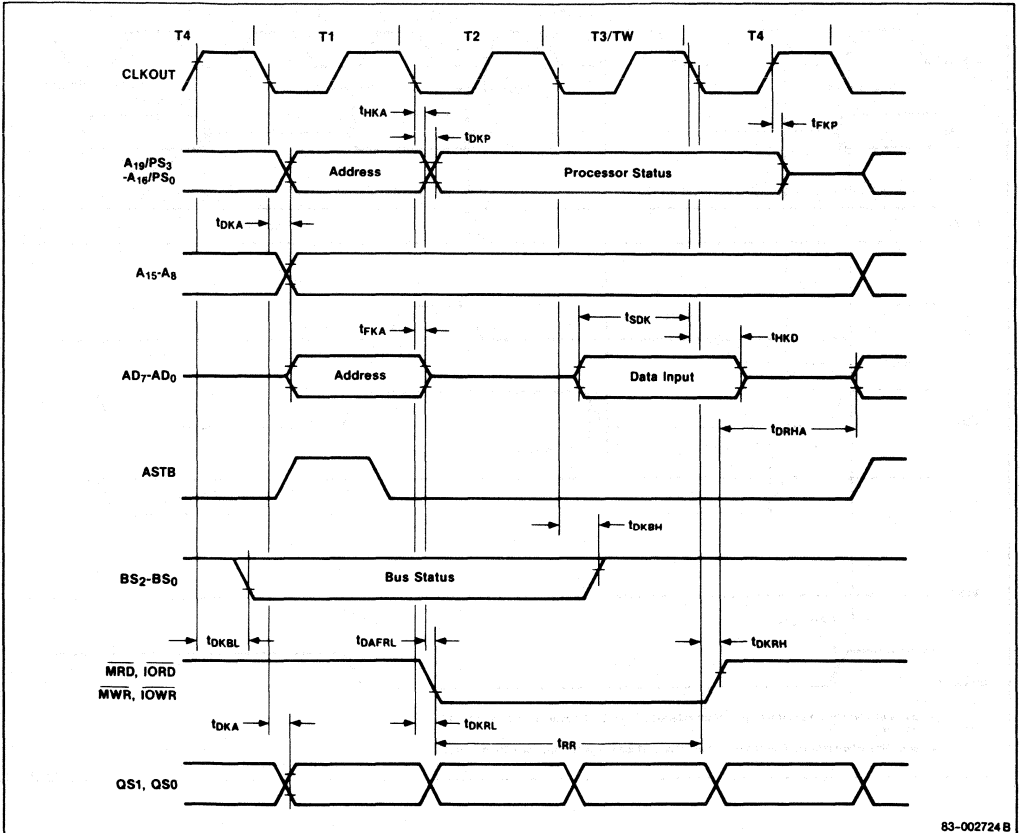 T4 T1 T2 T3/TW T4
CLKOUT
tHKA
tDKP
tFKP
A19/PS3
-A16/PS0
Address
Processor Status
tDKA
A15-A8
tFKA
tSDK
tHKD
AD7-AD0
Address
Data Input
tDRHA
ASTB
tDKBH
BS2-BS0
Bus Status
tDKBL
tDAFRL
tDKRH
MRD, IORD
MWR, IOWR
tDKA
tDKRL
tRR
QS1, QS0
83-002724 B